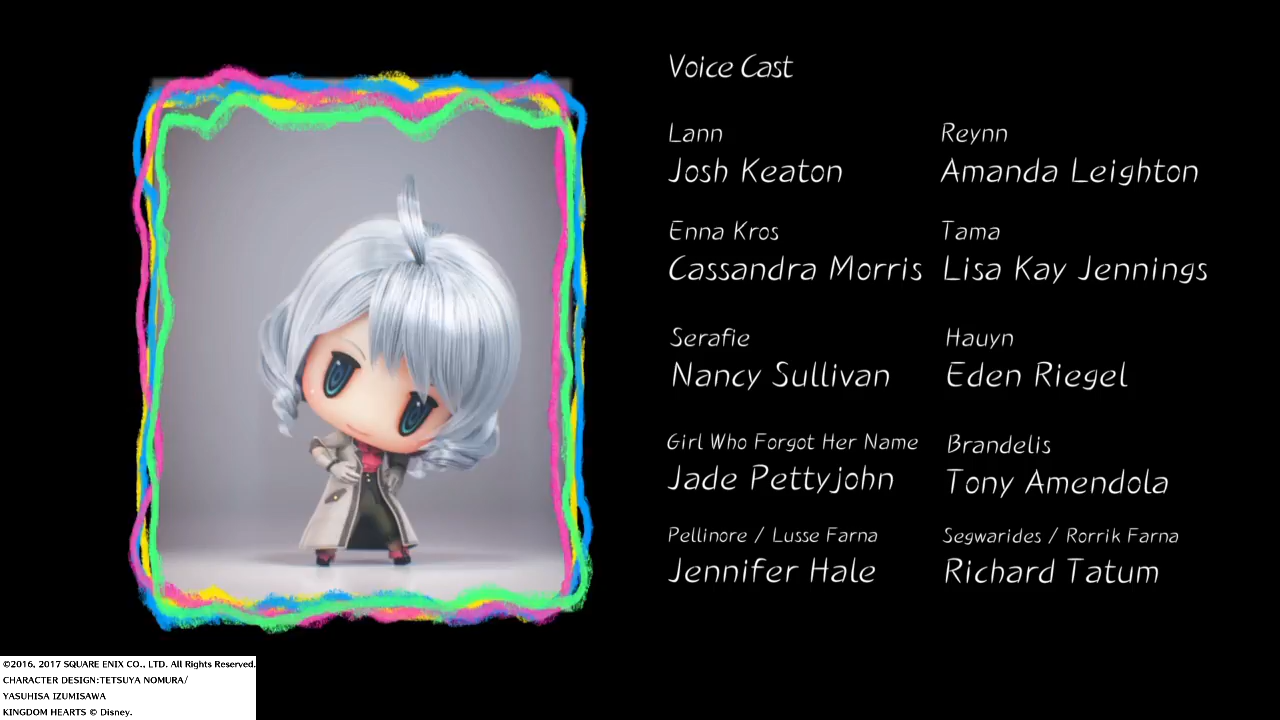 Voice Cast
Lann
Josh Keaton
Reynn
Amanda Leighton
Enna Kros
Cassandra Morris
Tama
Lisa Kay Jennings
Serafie
Nancy Sullivan
Hauyn
Eden Riegel
Girl Who Forgot Her Name
Jade Pettyjohn
Brandelis
Tony Amendola
Pellinore / Lusse Farna
Jennifer Hale
Segwarides / Rorrik Farna
Richard Tatum
©2016, 2017 SQUARE ENIX CO., LTD. All Rights Reserved.
CHARACTER DESIGN:TETSUYA NOMURA/
YASUHISA IZUMISAWA
KINGDOM HEARTS © Disney.